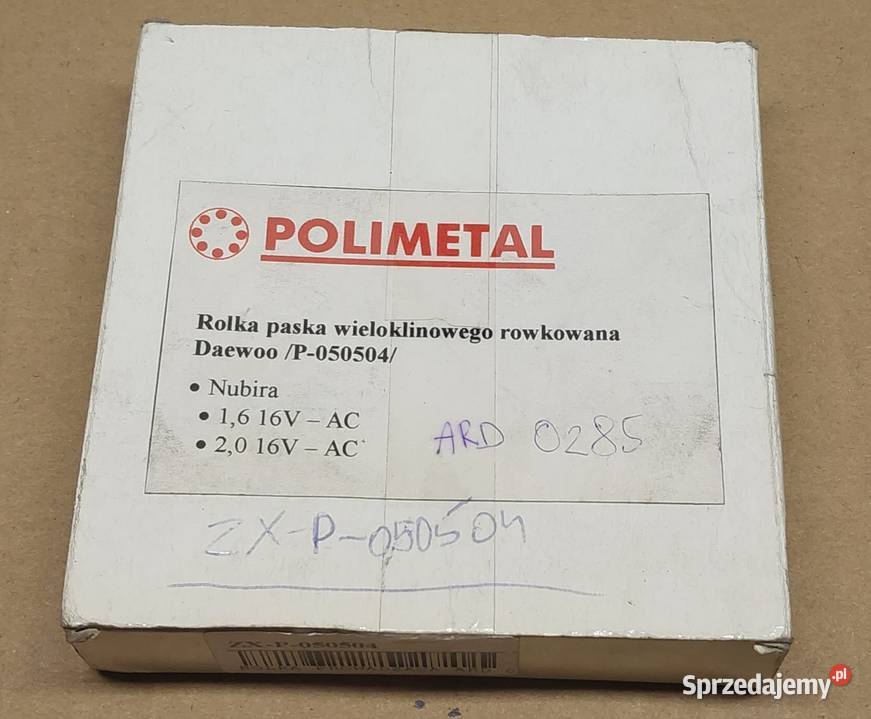 POLIMETAL
Rolka paska wieloklinowego rowkowana
Daewoo /P-050504/
• Nubira
• 1,6 16V – AC
• 2,0 16V – AC
ARD 0285
ZX-P-050504
ZX-P-050504
Sprzedajemy.pl